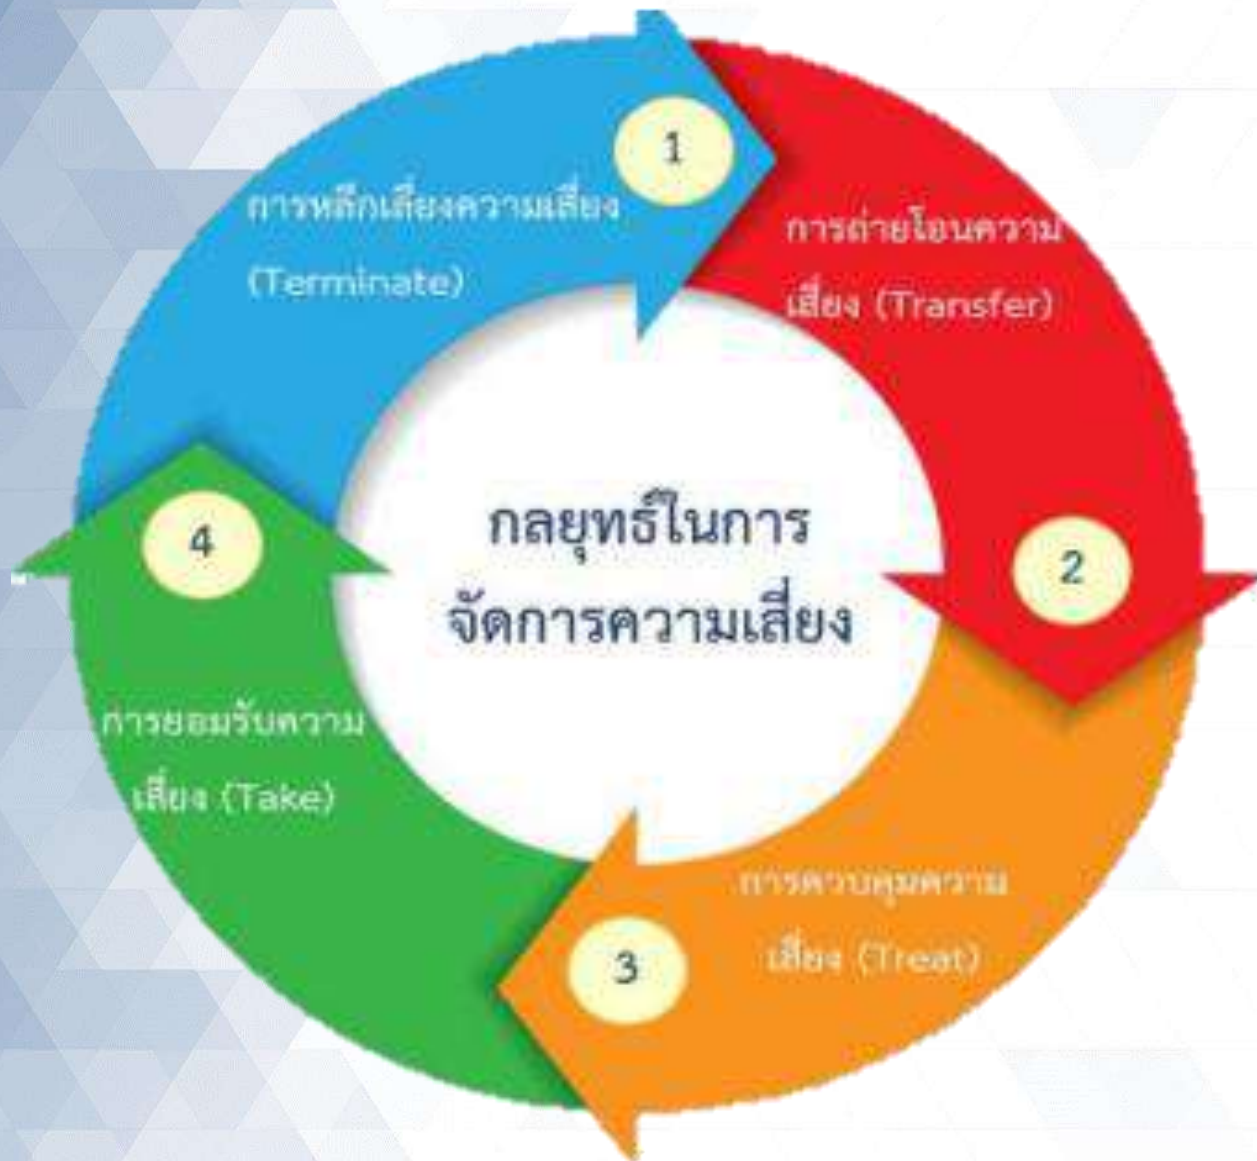 1
การหลีกเลี่ยงความเสี่ยง
(Terminate)
การถ่ายโอนความ
เสี่ยง (Transfer)
2
กลยุทธ์ในการ
จัดการความเสี่ยง
การควบคุมความ
เสี่ยง (Treat)
3
การยอมรับความ
เสี่ยง (Take)
4